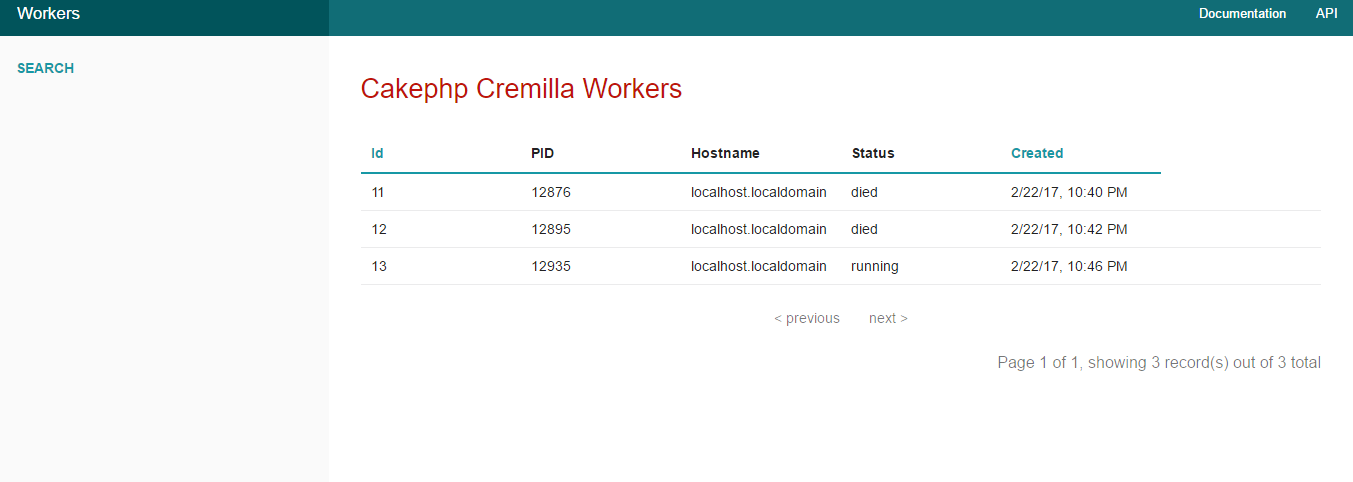 Workers Documentation API
SEARCH
Cakephp Cremilla Workers
Id PID Hostname Status Created
11 12876 localhost.localdomain died 2/22/17, 10:40 PM
12 12895 localhost.localdomain died 2/22/17, 10:42 PM
13 12935 localhost.localdomain running 2/22/17, 10:46 PM
< previous next >
Page 1 of 1, showing 3 record(s) out of 3 total